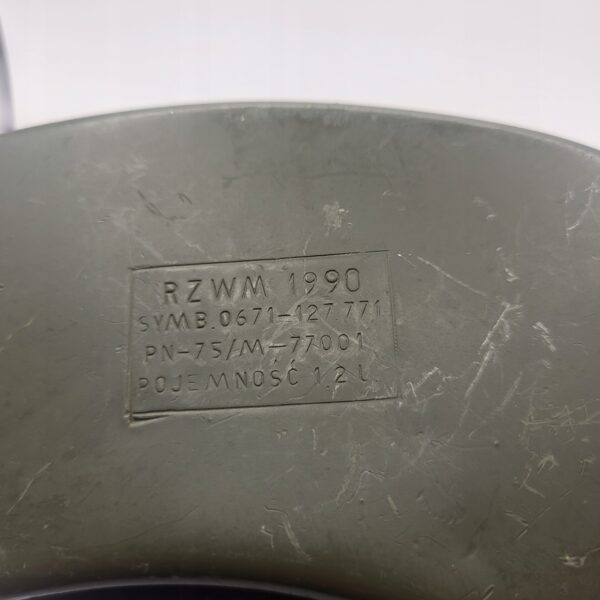 RZWM 1990
SYMB.0671-127 771
PN-75/M-77001
POJEMNOŚĆ 1,2 l.